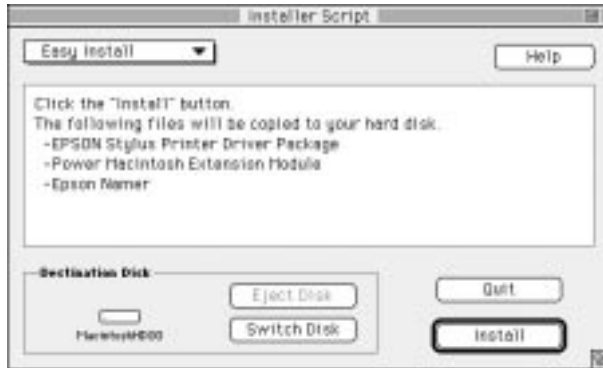 Installer Script
Easy Install
Help
Click the "Install" button.
The following files will be copied to your hard disk.
-EPSON Stylus Printer Driver Package
-Power Macintosh Extension Module
-Epson Namer
Destination Disk
Eject Disk
Quit
Switch Disk
Install